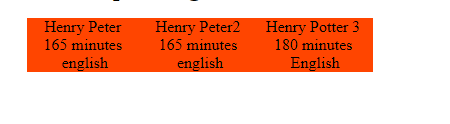 Henry Peter
165 minutes
english
Henry Peter2
165 minutes
english
Henry Potter 3
180 minutes
English